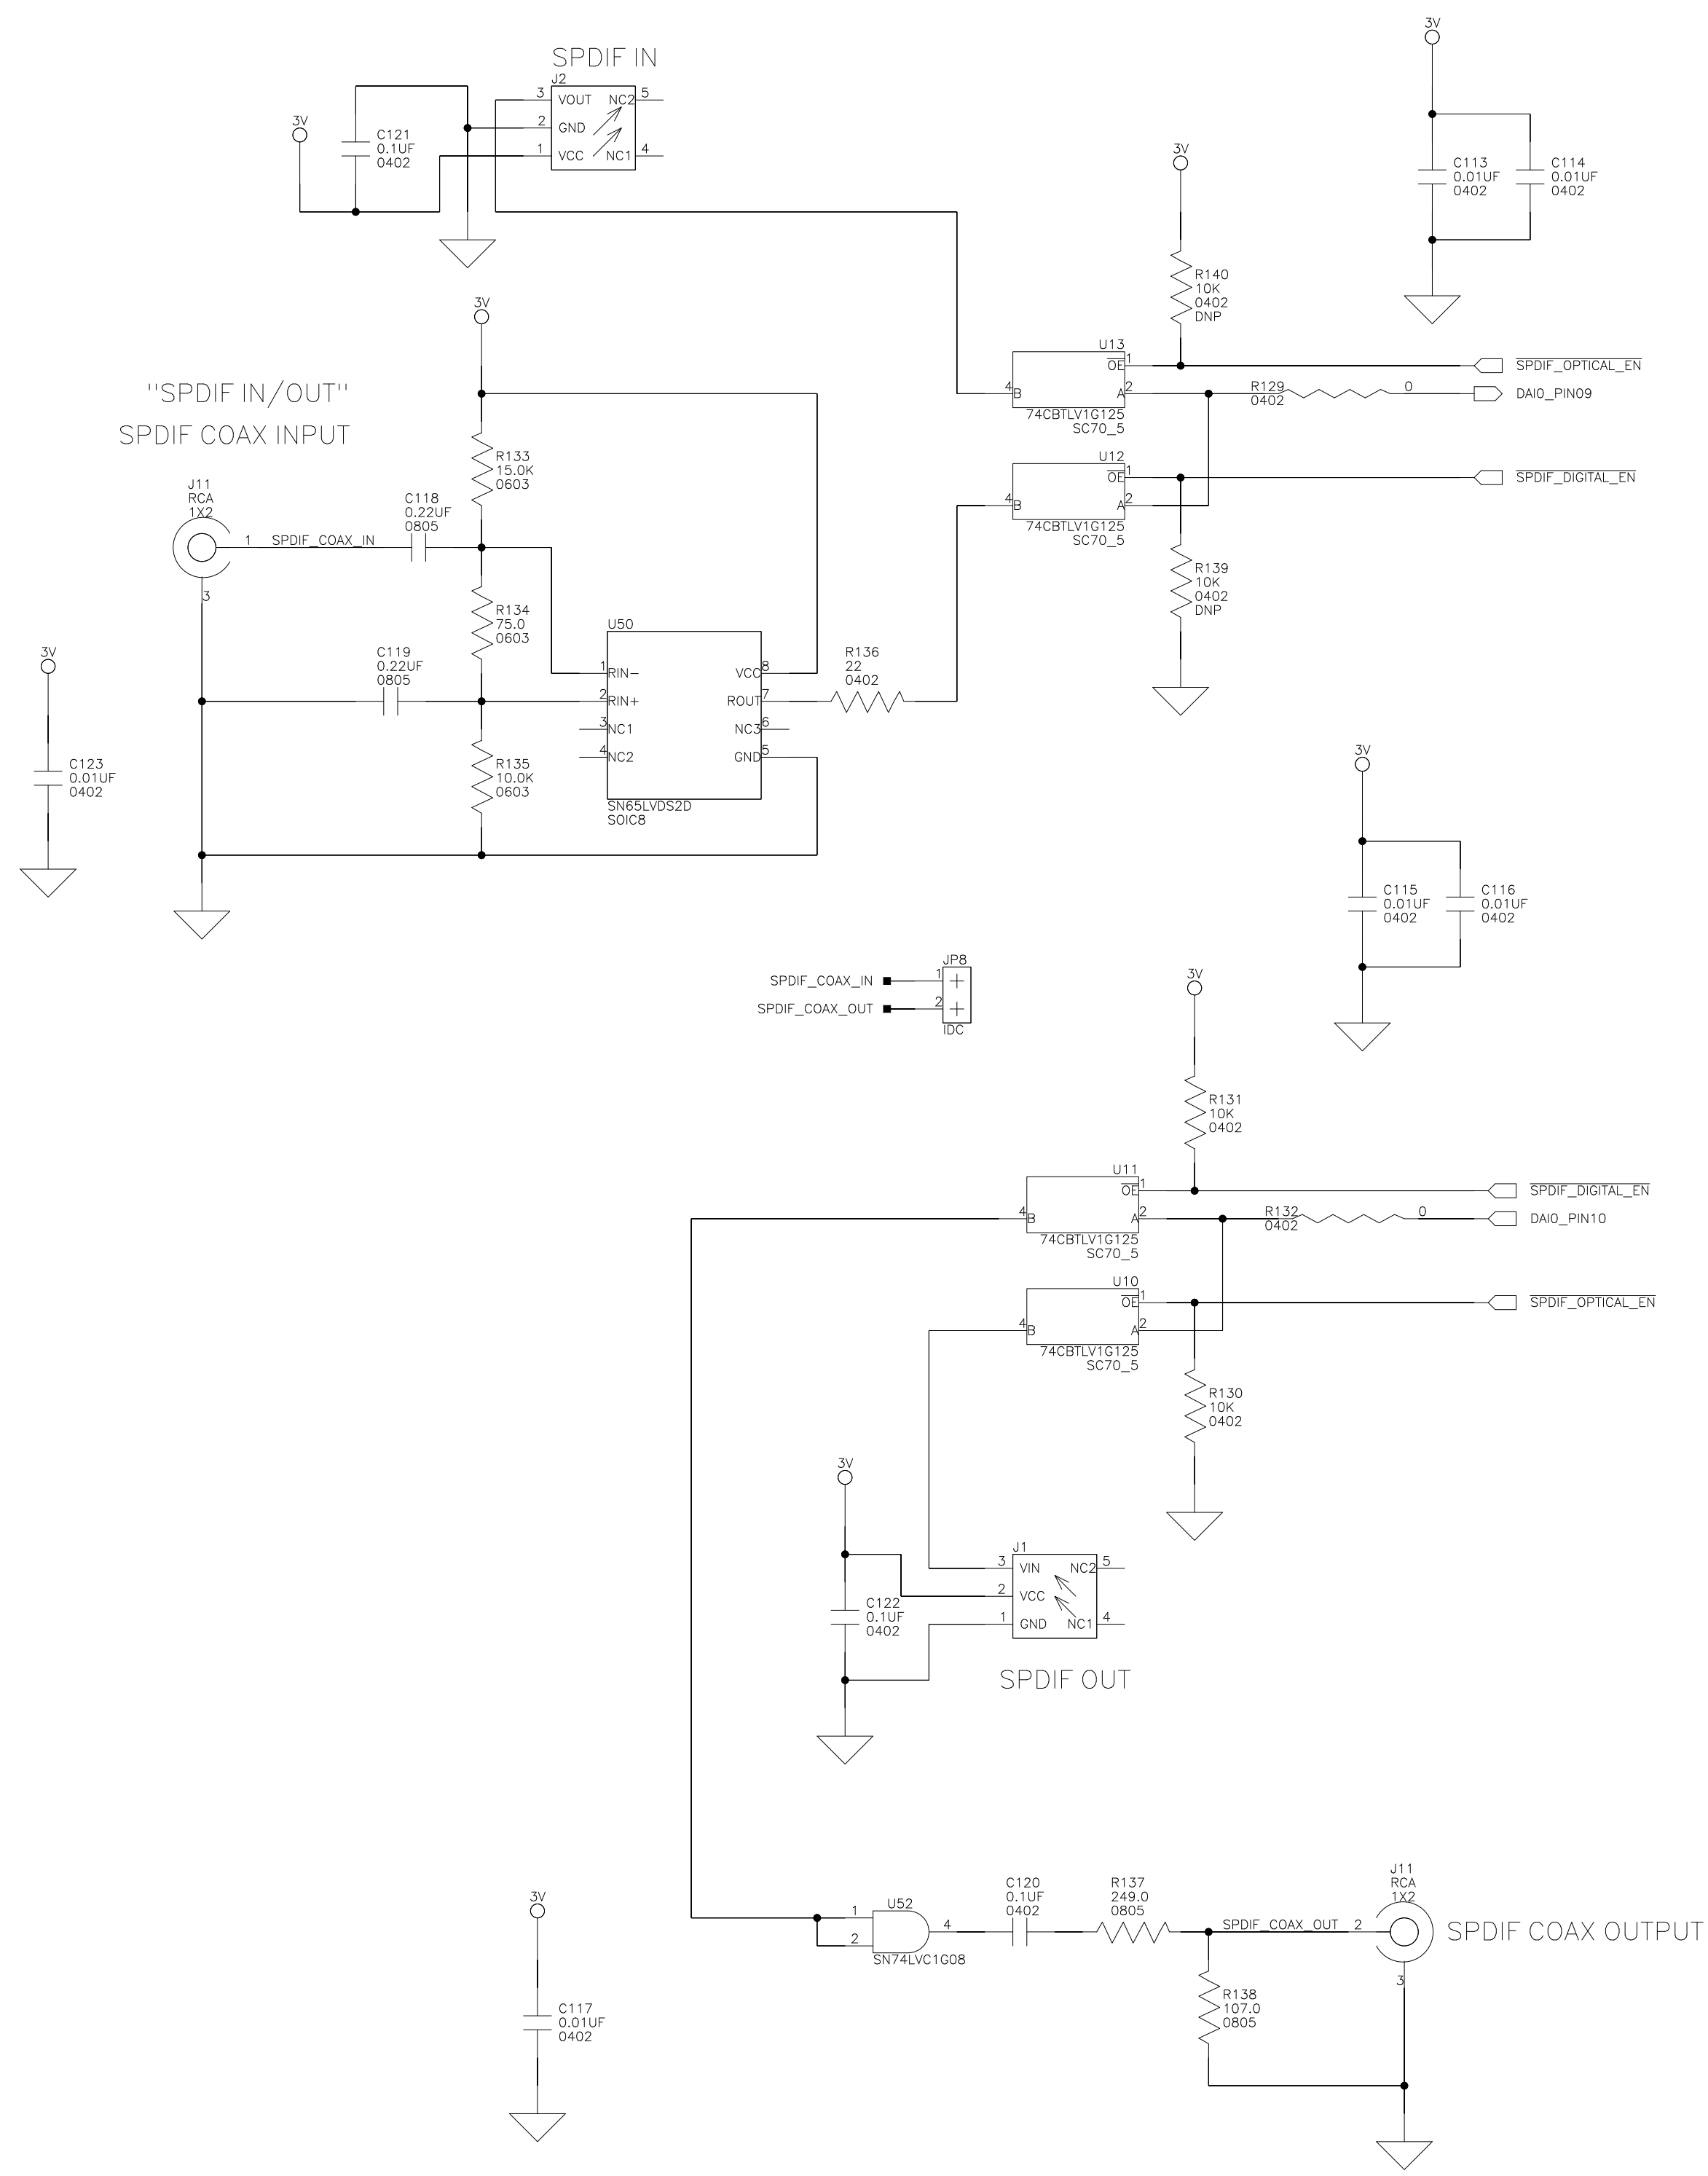 SPDIF IN
J2
3 VOUT NC2 5
2 GND
1 VCC NC1 4
3V
C121
0.1UF
0402
3V
C113
0.01UF
0402
C114
0.01UF
0402
3V
R140
10K
0402
DNP
U13
OE 1
4 B A 2
74CBTLV1G125
SC70_5
SPDIF_OPTICAL_EN
R129 0
0402
DAI0_PIN09
U12
OE 1
4 B A 2
74CBTLV1G125
SC70_5
SPDIF_DIGITAL_EN
R139
10K
0402
DNP
"SPDIF IN/OUT"
SPDIF COAX INPUT
3V
R133
15.0K
0603
J11
RCA
1X2
1 SPDIF_COAX_IN
3
C118
0.22UF
0805
R134
75.0
0603
C119
0.22UF
0805
R135
10.0K
0603
3V
C123
0.01UF
0402
U50
1 RIN- VCC 8
2 RIN+ ROUT 7
3 NC1 NC3 6
4 NC2 GND 5
SN65LVDS2D
SOIC8
R136
22
0402
3V
C115
0.01UF
0402
C116
0.01UF
0402
JP8
SPDIF_COAX_IN 1
SPDIF_COAX_OUT 2
IDC
3V
R131
10K
0402
U11
OE 1
4 B A 2
74CBTLV1G125
SC70_5
SPDIF_DIGITAL_EN
R132 0
0402
DAI0_PIN10
U10
OE 1
4 B A 2
74CBTLV1G125
SC70_5
SPDIF_OPTICAL_EN
R130
10K
0402
3V
C122
0.1UF
0402
J1
3 VIN NC2 5
2 VCC
1 GND NC1 4
SPDIF OUT
U52
1
2
4
SN74LVC1G08
C120
0.1UF
0402
R137
249.0
0805
SPDIF_COAX_OUT 2
J11
RCA
1X2
3
SPDIF COAX OUTPUT
R138
107.0
0805
3V
C117
0.01UF
0402